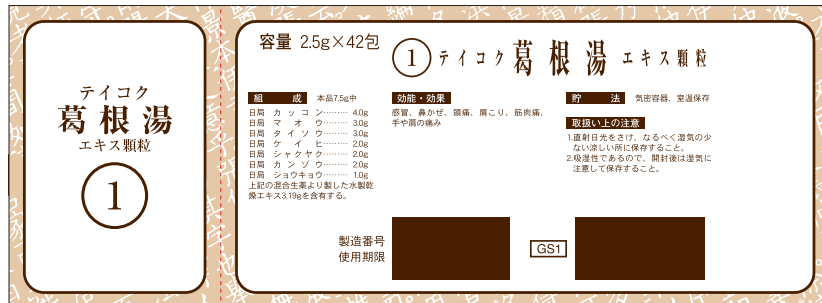 テイコク
葛根湯
エキス顆粒
1
容量 2.5g×42包
1 テイコク 葛根湯 エキス顆粒
組成 本品7.5g中
日局 カッコン……… 4.0g
日局 マオウ……… 3.0g
日局 タイソウ……… 3.0g
日局 ケイヒ……… 2.0g
日局 シャクヤク……… 2.0g
日局 カンゾウ……… 2.0g
日局 ショウキョウ……… 1.0g
上記の混合生薬より製した水製乾
燥エキス3.19gを含有する。
効能・効果
感冒、鼻かぜ、頭痛、肩こり、筋肉痛、
手や肩の痛み
貯法 気密容器、室温保存
取扱い上の注意
1.直射日光をさけ、なるべく湿気の少
ない涼しい所に保存すること。
2.吸湿性であるので、開封後は湿気に
注意して保存すること。
製造番号
使用期限
GS1